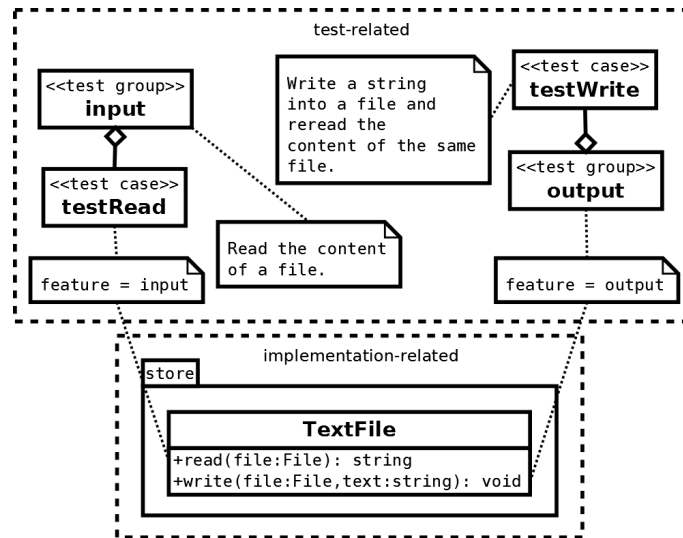 test-related
<<test group>>
input
<<test case>>
testRead
feature = input
Read the content
of a file.
Write a string
into a file and
reread the
content of the same
file.
<<test case>>
testWrite
<<test group>>
output
feature = output
implementation-related
store
TextFile
+read(file:File): string
+write(file:File,text:string): void